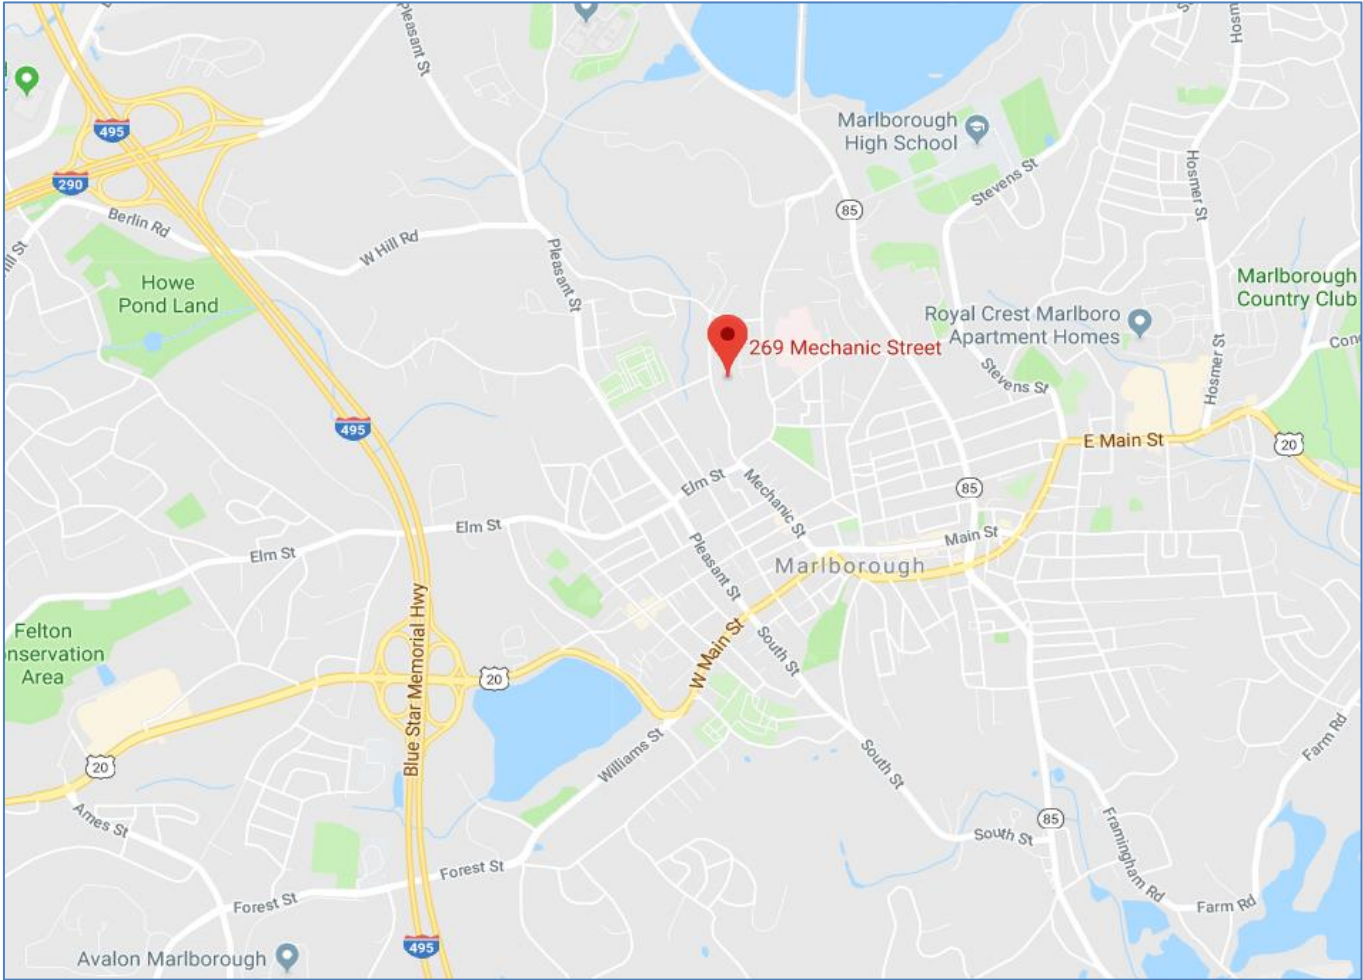 Pleasant St
495
290
Berlin Rd
W Hill Rd
Howe
Pond Land
Pleasant St
Marlborough
High School
85
Stevens St
Hosmer St
Marlborough
Country Club
Royal Crest Marlboro
Apartment Homes
269 Mechanic Street
Stevens St
Hosmer St
495
E Main St
20
Elm St
Mechanic St
85
Elm St
Elm St
Main St
Marlborough
Pleasant St
Blue Star Memorial Hwy
Felton
nservation
Area
20
W Main St
South St
20
Williams St
South St
Farm Rd
Ames St
85
South St
Framingham Rd
Forest St
Forest St
Farm Rd
495
Avalon Marlborough